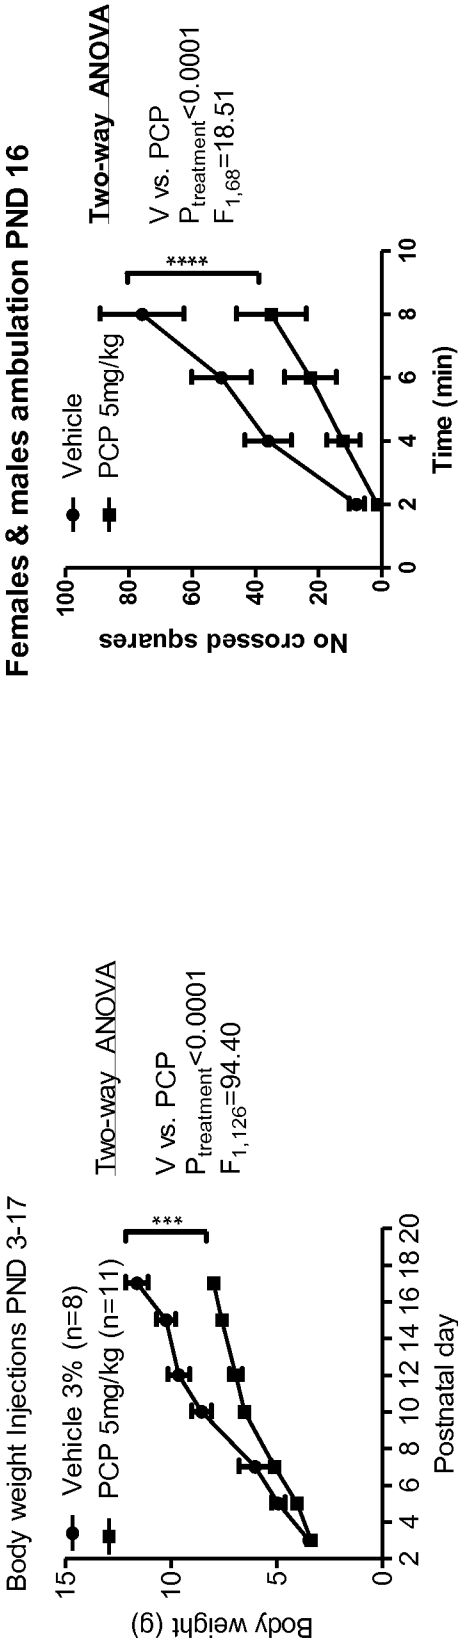 Body weight Injections PND 3-17
Vehicle 3% (n=8)
PCP 5mg/kg (n=11)
Two-way ANOVA
V vs. PCP
Ptreatment<0.0001
F1,126=94.40
***
15
10
5
0
Body weight (g)
2 4 6 8 10 12 14 16 18 20
Postnatal day
Females & males ambulation PND 16
Vehicle
PCP 5mg/kg
Two-way ANOVA
V vs. PCP
Ptreatment<0.0001
F1,68=18.51
****
100
80
60
40
20
0
No crossed squares
0 2 4 6 8 10
Time (min)